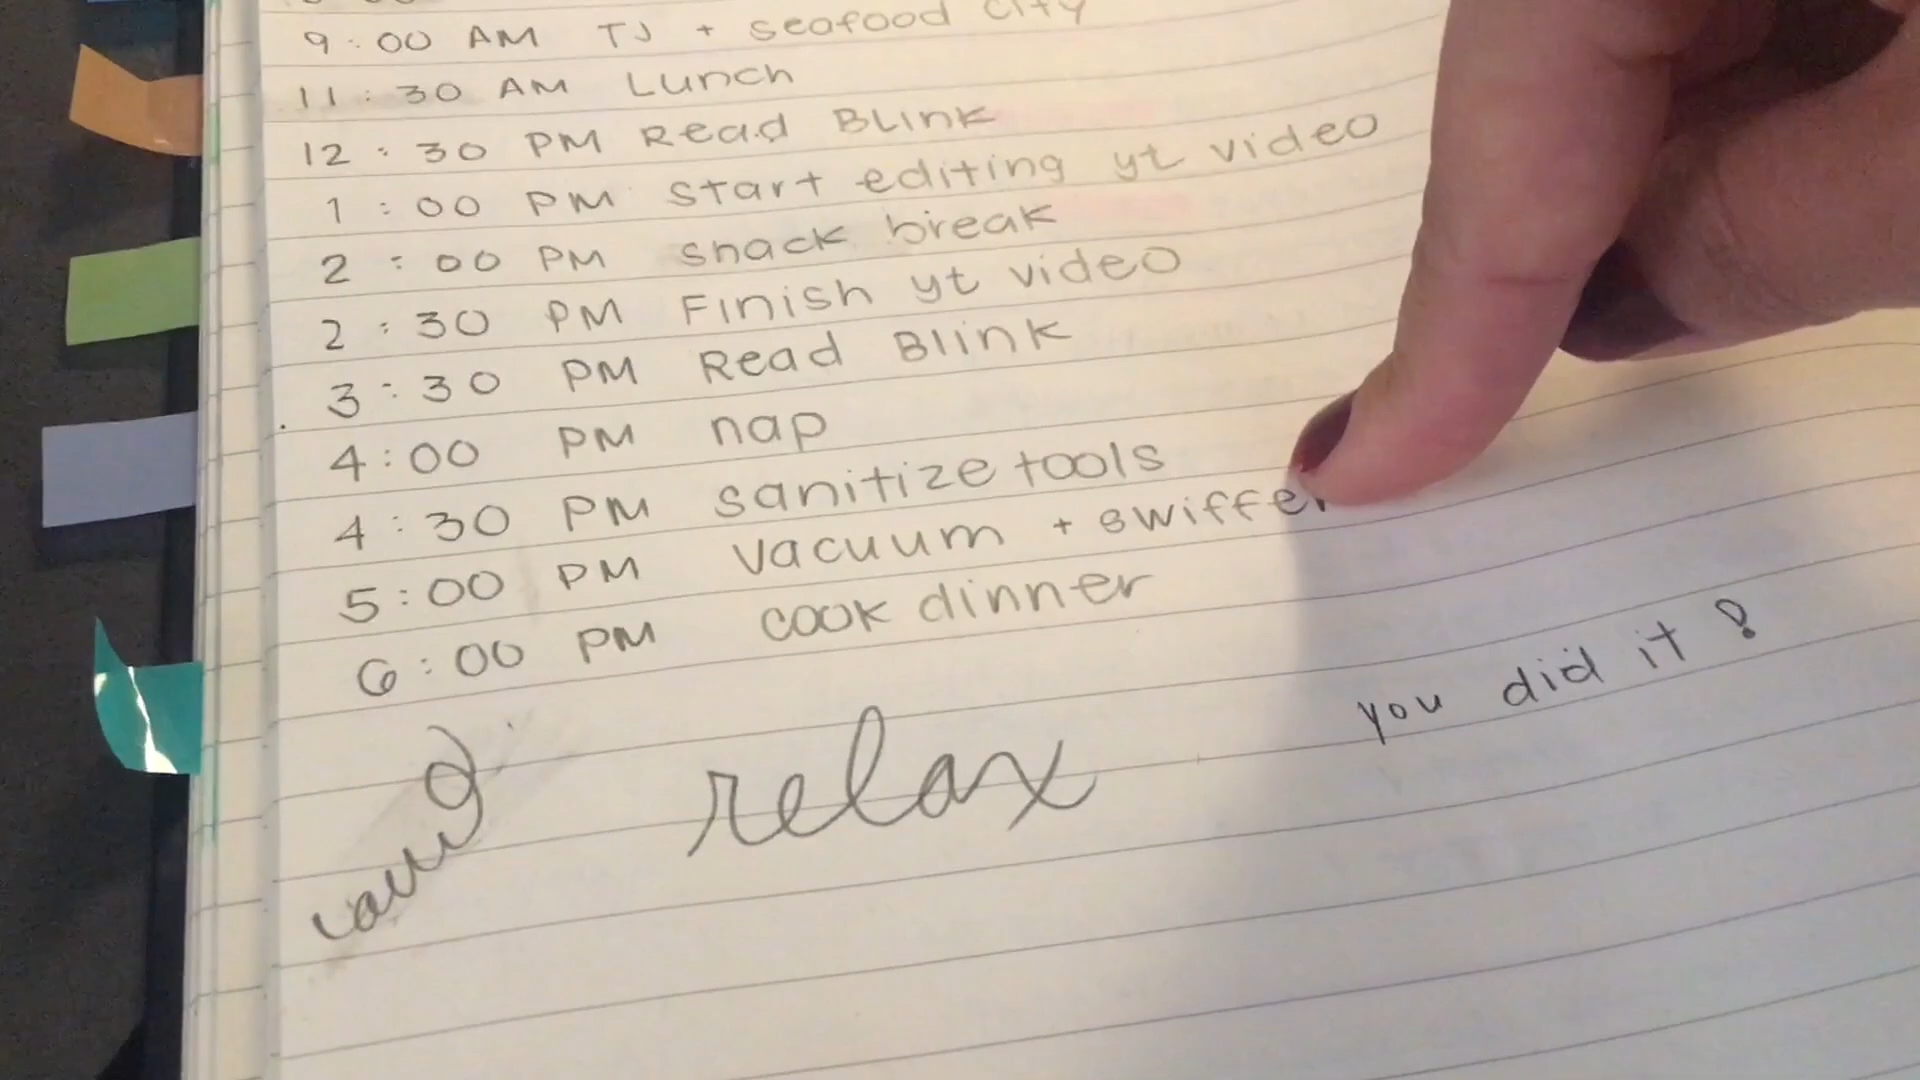 9:00 AM TJ + seafood city
11:30 AM Lunch
12:30 PM Read Blink
1:00 PM start editing yt video
2:00 PM snack break
2:30 PM Finish yt video
3:30 PM Read Blink
4:00 PM nap
4:30 PM sanitize tools
5:00 PM vacuum + swiffer
6:00 PM cook dinner
you did it!
relax